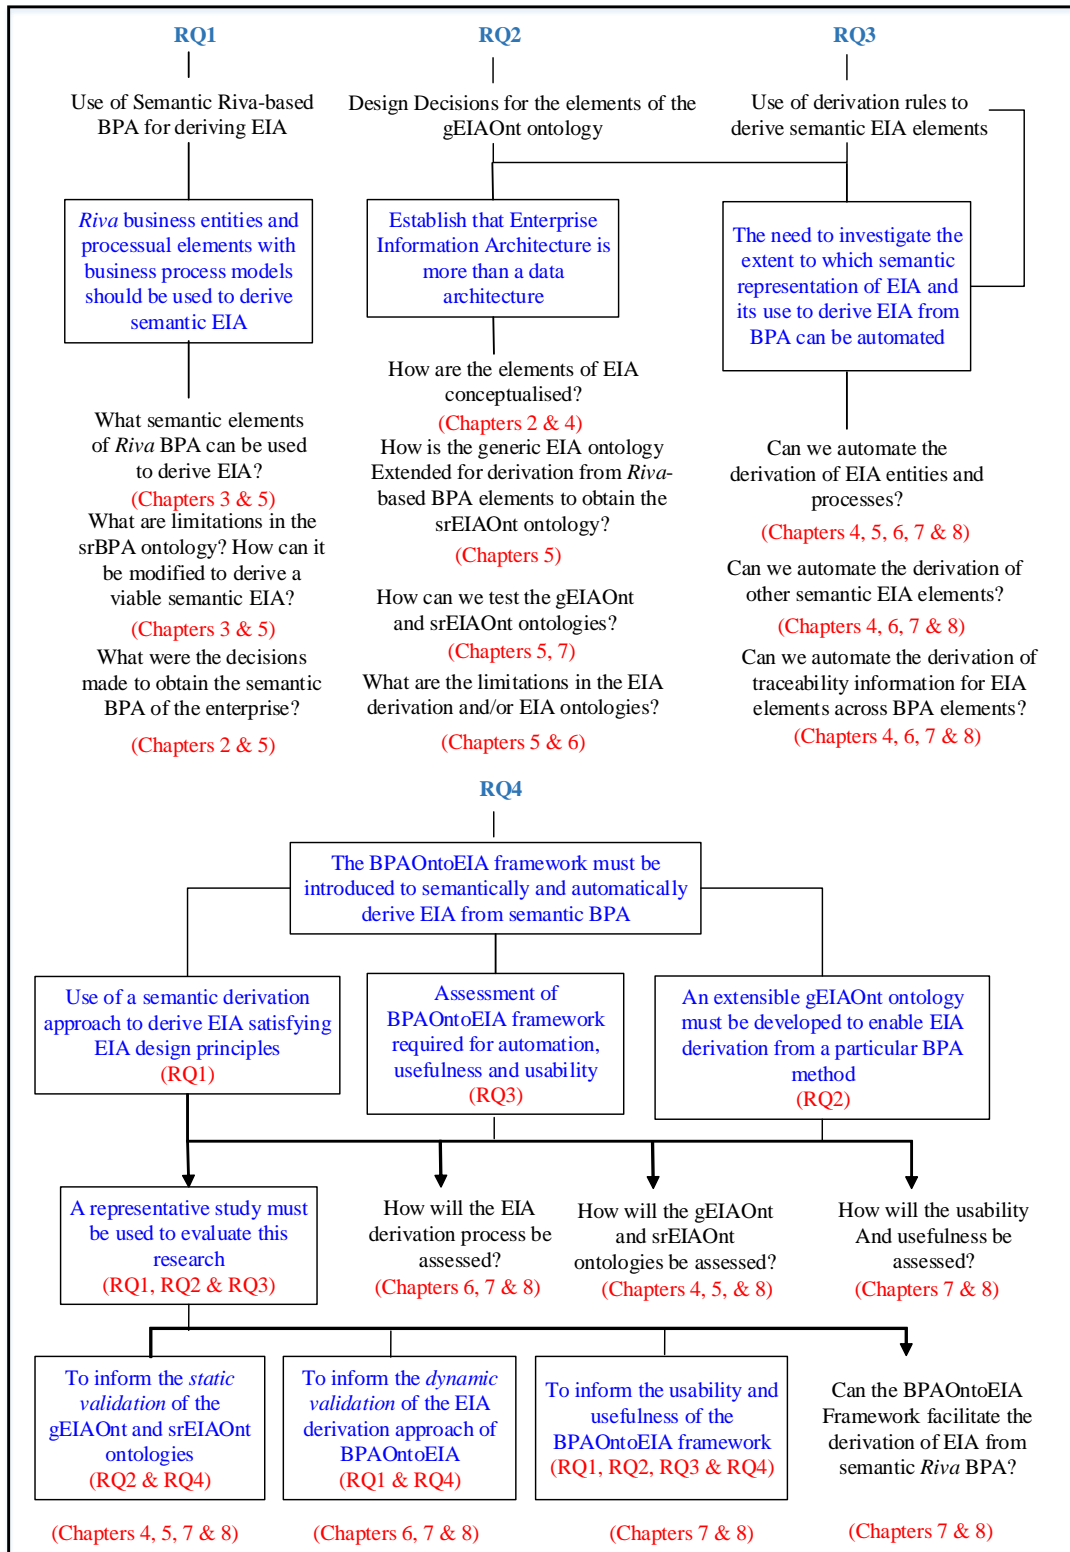 RQ1
Use of Semantic Riva-based
BPA for deriving EIA
Riva business entities and
processual elements with
business process models
should be used to derive
semantic EIA
What semantic elements
of Riva BPA can be used
to derive EIA?
(Chapters 3 & 5)
What are limitations in the
srBPA ontology? How can it
be modified to derive a
viable semantic EIA?
(Chapters 3 & 5)
What were the decisions
made to obtain the semantic
BPA of the enterprise?
(Chapters 2 & 5)
RQ2
Design Decisions for the elements of the
gEIAOnt ontology
Establish that Enterprise
Information Architecture is
more than a data
architecture
How are the elements of EIA
conceptualised?
(Chapters 2 & 4)
How is the generic EIA ontology
Extended for derivation from Riva-
based BPA elements to obtain the
srEIAOnt ontology?
(Chapters 5)
How can we test the gEIAOnt
and srEIAOnt ontologies?
(Chapters 5, 7)
What are the limitations in the EIA
derivation and/or EIA ontologies?
(Chapters 5 & 6)
RQ3
Use of derivation rules to
derive semantic EIA elements
The need to investigate the
extent to which semantic
representation of EIA and
its use to derive EIA from
BPA can be automated
Can we automate the
derivation of EIA entities and
processes?
(Chapters 4, 5, 6, 7 & 8)
Can we automate the derivation of
other semantic EIA elements?
(Chapters 4, 6, 7 & 8)
Can we automate the derivation of
traceability information for EIA
elements across BPA elements?
(Chapters 4, 6, 7 & 8)
RQ4
The BPAOntoEIA framework must be
introduced to semantically and automatically
derive EIA from semantic BPA
Use of a semantic derivation
approach to derive EIA satisfying
EIA design principles
(RQ1)
Assessment of
BPAOntoEIA framework
required for automation,
usefulness and usability
(RQ3)
An extensible gEIAOnt ontology
must be developed to enable EIA
derivation from a particular BPA
method
(RQ2)
A representative study must
be used to evaluate this
research
(RQ1, RQ2 & RQ3)
How will the EIA
derivation process be
assessed?
(Chapters 6, 7 & 8)
How will the gEIAOnt
and srEIAOnt
ontologies be assessed?
(Chapters 4, 5, & 8)
How will the usability
And usefulness be
assessed?
(Chapters 7 & 8)
To inform the static
validation of the
gEIAOnt and srEIAOnt
ontologies
(RQ2 & RQ4)
(Chapters 4, 5, 7 & 8)
To inform the dynamic
validation of the EIA
derivation approach of
BPAOntoEIA
(RQ1 & RQ4)
(Chapters 6, 7 & 8)
To inform the usability and
usefulness of the
BPAOntoEIA framework
(RQ1, RQ2, RQ3 & RQ4)
(Chapters 7 & 8)
Can the BPAOntoEIA
Framework facilitate the
derivation of EIA from
semantic Riva BPA?
(Chapters 7 & 8)